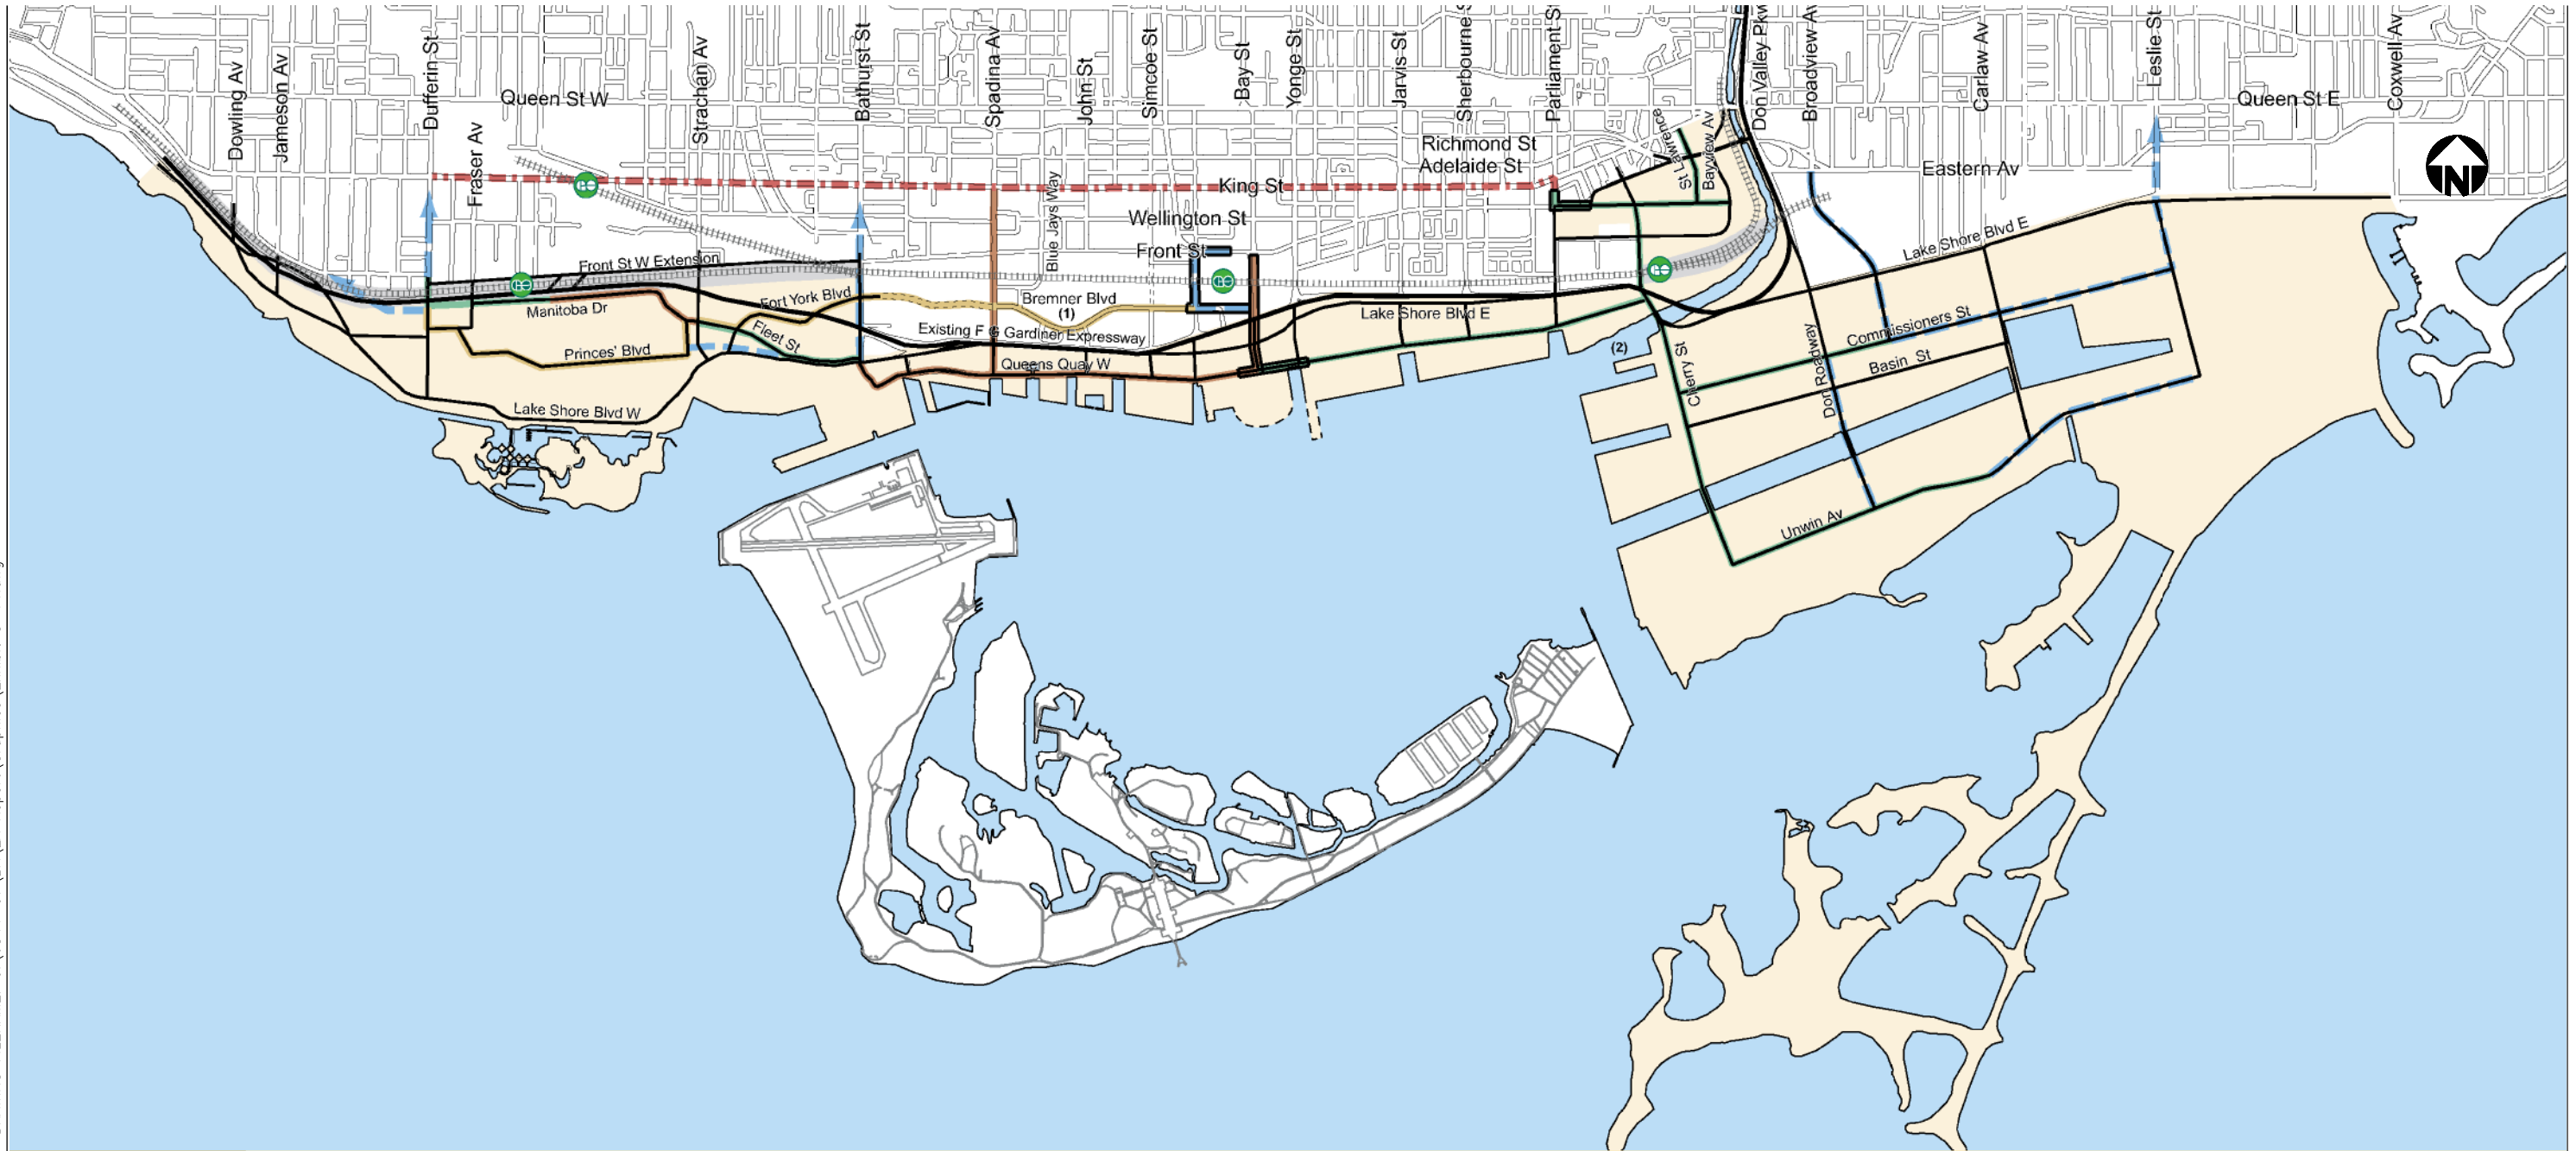 Dowling Av
Jameson Av
Dufferin St
Fraser Av
Queen St W
Strachan Av
Bathurst St
Spadina Av
John St
Simcoe St
Bay St
Yonge St
Jarvis St
Parliament St
Don Valley
Broadview Av
Carlaw Av
Leslie St
Queen St E
Coxwell Av
N
Richmond St
Adelaide St
St Lawrence
Bayview Av
Eastern Av
King St
Blue Jays Way
Wellington St
Front St
GO
GO
GO
GO
Front St W Extension
Lake Shore Blvd E
Manitoba Dr
Fort York Blvd
Bremner Blvd
(1)
Lake Shore Blvd E
Fleet St
Existing F G Gardiner Expressway
Commissioners St
Princes' Blvd
Queens Quay W
(2)
Cherry St
Don Roadway
Basin St
Lake Shore Blvd W
Unwin Av